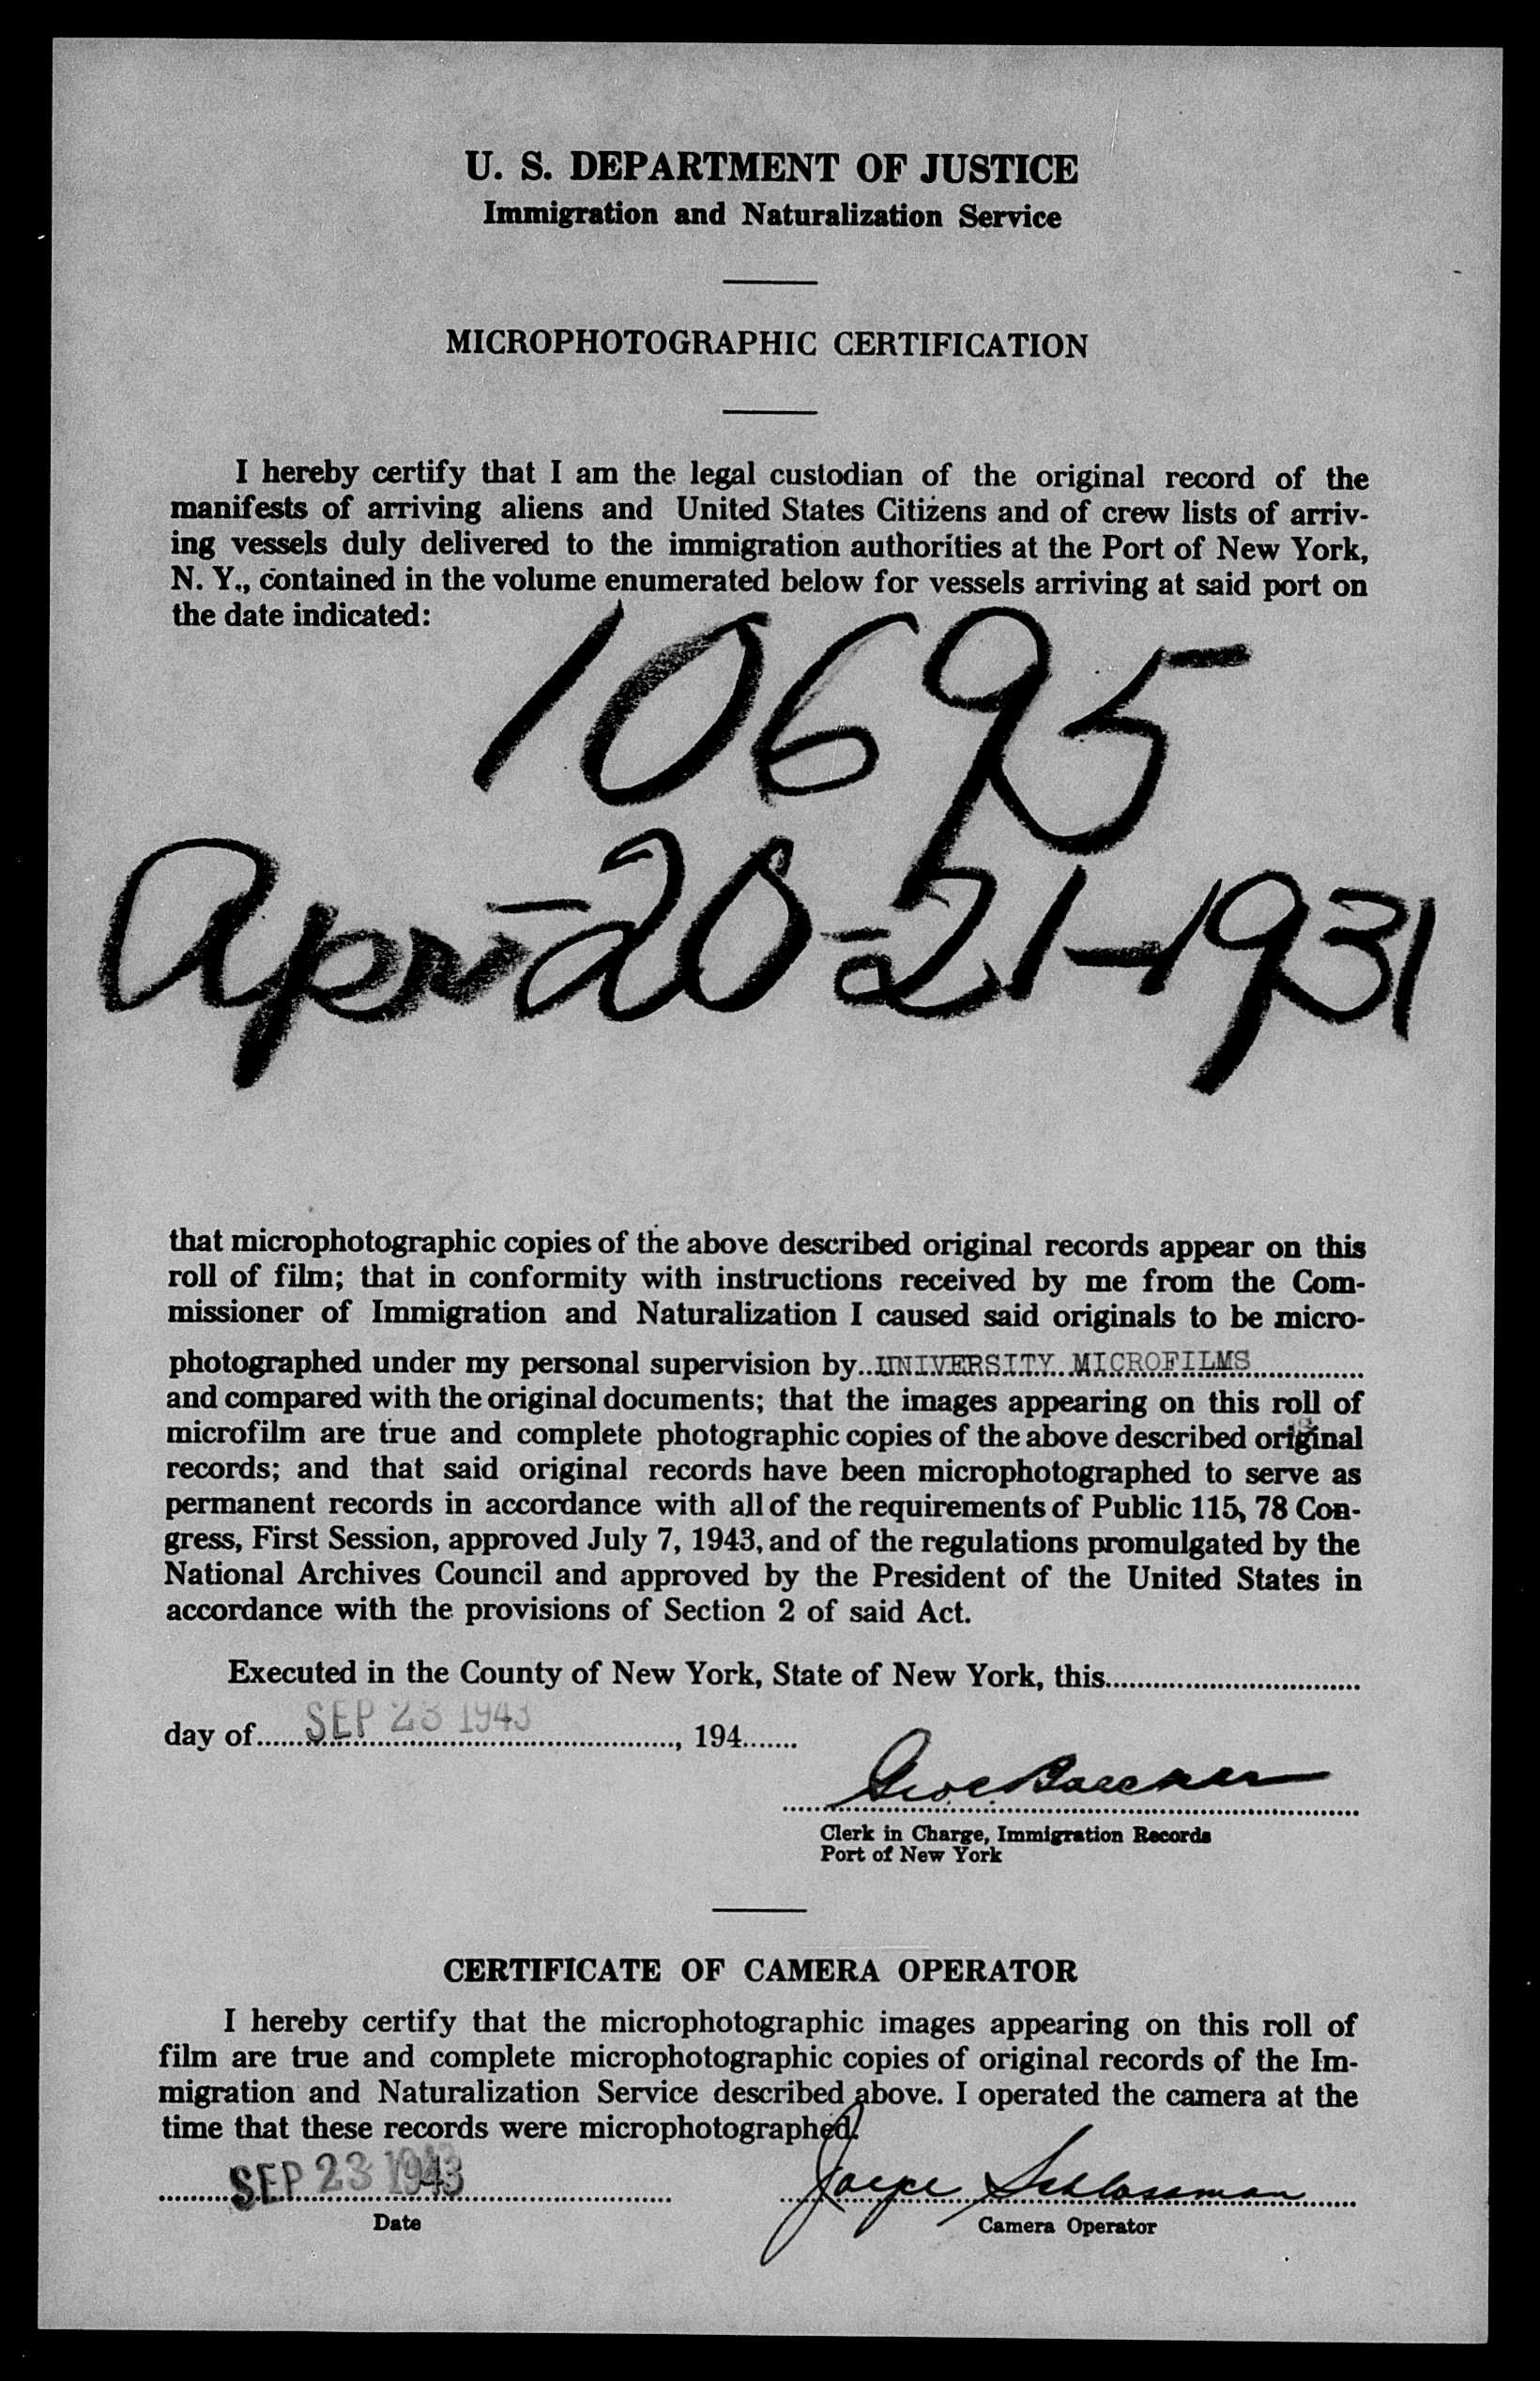 U. S. DEPARTMENT OF JUSTICE
Immigration and Naturalization Service
MICROPHOTOGRAPHIC CERTIFICATION
I hereby certify that I am the legal custodian of the original record of the
manifests of arriving aliens and United States Citizens and of crew lists of arriv-
ing vessels duly delivered to the immigration authorities at the Port of New York,
N. Y., contained in the volume enumerated below for vessels arriving at said port on
the date indicated:
10695
Apr-20-21-1931
that microphotographic copies of the above described original records appear on this
roll of film; that in conformity with instructions received by me from the Com-
missioner of Immigration and Naturalization I caused said originals to be micro-
photographed under my personal supervision by..UNIVERSITY MICROFILMS
and compared with the original documents; that the images appearing on this roll of
microfilm are true and complete photographic copies of the above described original
records; and that said original records have been microphotographed to serve as
permanent records in accordance with all of the requirements of Public 115, 78 Con-
gress, First Session, approved July 7, 1943, and of the regulations promulgated by the
National Archives Council and approved by the President of the United States in
accordance with the provisions of Section 2 of said Act.
Executed in the County of New York, State of New York, this
day of SEP 23 1943, 194
Clerk in Charge, Immigration Records
Port of New York
CERTIFICATE OF CAMERA OPERATOR
I hereby certify that the microphotographic images appearing on this roll of
film are true and complete microphotographic copies of original records of the Im-
migration and Naturalization Service described above. I operated the camera at the
time that these records were microphotographed.
SEP 23 1943 Schlossman
Date Camera Operator